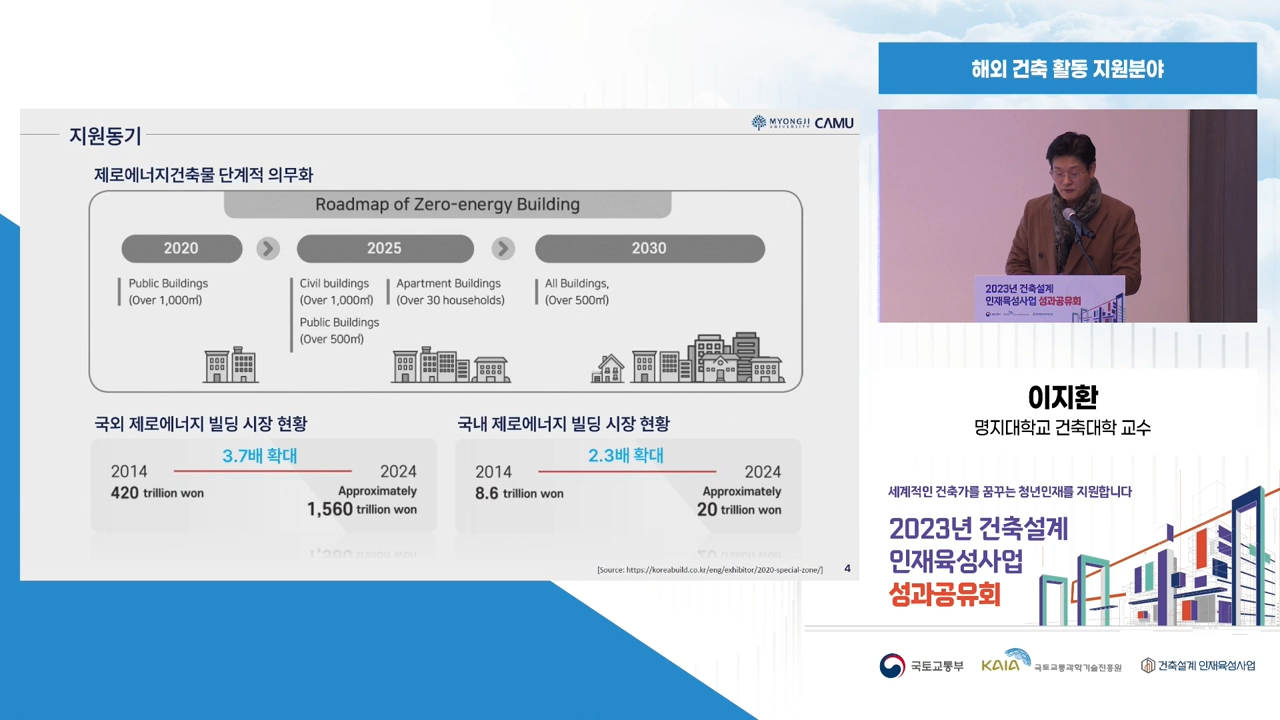 해외 건축 활동 지원분야
MYONGJI
UNIVERSITY
CAMU
지원동기
제로에너지건축물 단계적 의무화
Roadmap of Zero-energy Building
2020
2025
2030
Public Buildings
(Over 1,000㎡)
Civil buildings
(Over 1,000㎡)
Public Buildings
(Over 500㎡)
Apartment Buildings
(Over 30 households)
All Buildings,
(Over 500㎡)
국외 제로에너지 빌딩 시장 현황
3.7배 확대
2014
2024
420 trillion won
Approximately
1,560 trillion won
국내 제로에너지 빌딩 시장 현황
2.3배 확대
2014
2024
8.6 trillion won
Approximately
20 trillion won
[Source: https://koreabuild.co.kr/eng/exhibitor/2020-special-zone/]
4
2023년 건축설계
인재육성사업 성과공유회
이지환
명지대학교 건축대학 교수
세계적인 건축가를 꿈꾸는 청년인재를 지원합니다
2023년 건축설계
인재육성사업
성과공유회
국토교통부
KAIA 국토교통과학기술진흥원
건축설계 인재육성사업